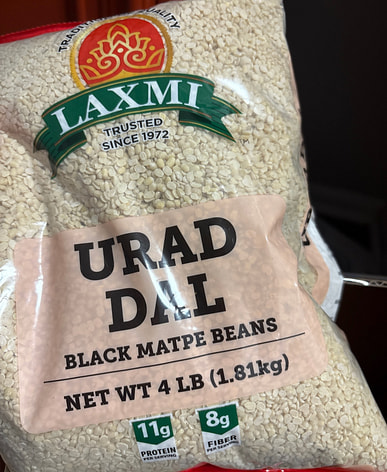 TRADITION QUALITY
LAXMI
TRUSTED
SINCE 1972
URAD
DAL
BLACK MATPE BEANS
NET WT 4 LB (1.81kg)
11g
PROTEIN
PER SERVING
8g
FIBER
PER SERVING